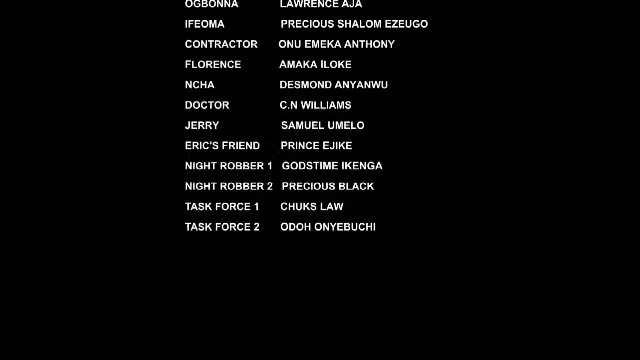 OGBONNA LAWRENCE AJA
IFEOMA PRECIOUS SHALOM EZEUGO
CONTRACTOR ONU EMEKA ANTHONY
FLORENCE AMAKA ILOKE
NCHA DESMOND ANYANWU
DOCTOR C.N WILLIAMS
JERRY SAMUEL UMELO
ERIC'S FRIEND PRINCE EJIKE
NIGHT ROBBER 1 GODSTIME IKENGA
NIGHT ROBBER 2 PRECIOUS BLACK
TASK FORCE 1 CHUKS LAW
TASK FORCE 2 ODOH ONYEBUCHI